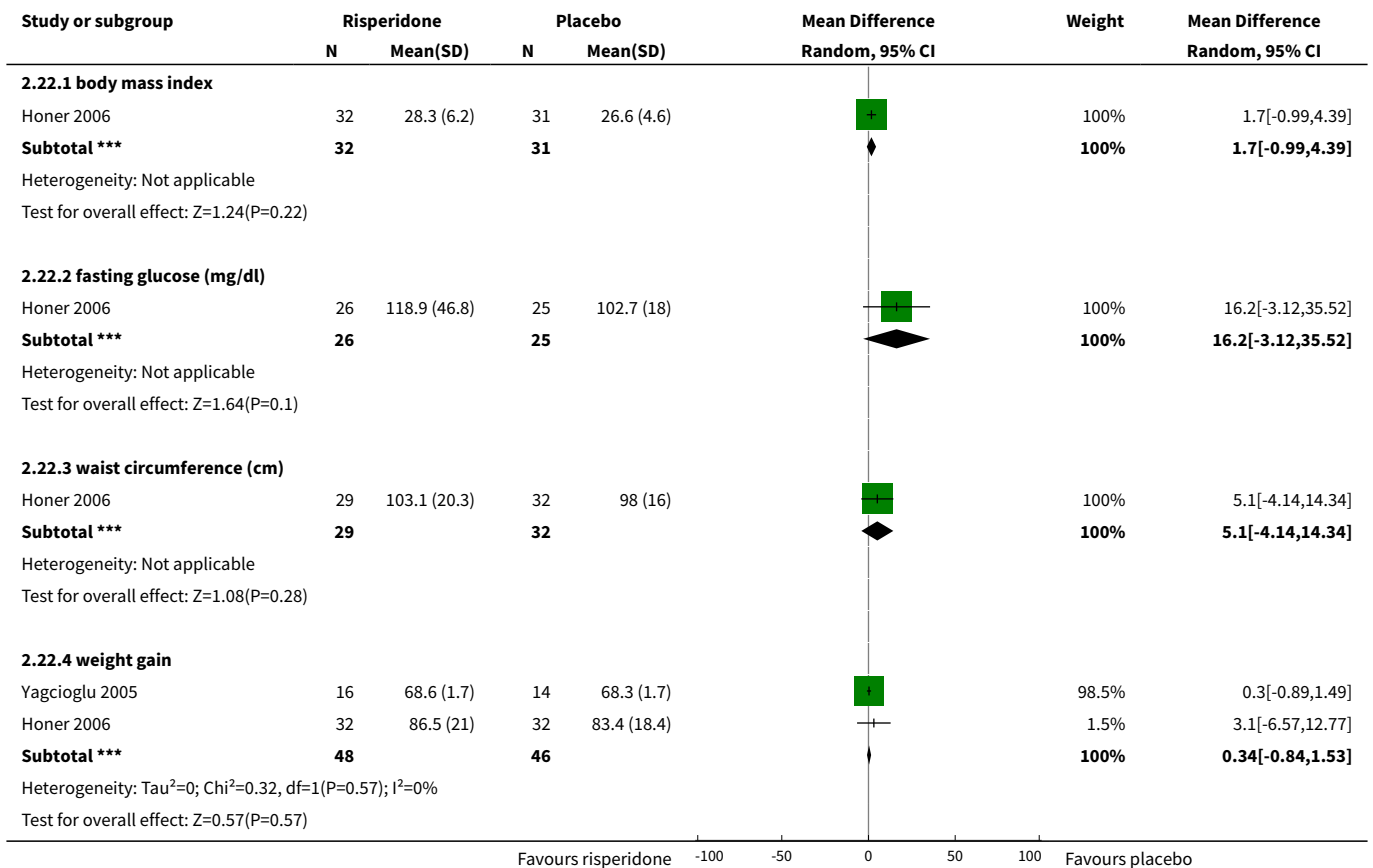 Study or subgroup Risperidone Placebo Mean Difference Weight Mean Difference
N Mean(SD) N Mean(SD) Random, 95% CI Random, 95% CI
2.22.1 body mass index
Honer 2006 32 28.3 (6.2) 31 26.6 (4.6) 100% 1.7[-0.99,4.39]
Subtotal *** 32 31 100% 1.7[-0.99,4.39]
Heterogeneity: Not applicable
Test for overall effect: Z=1.24(P=0.22)
2.22.2 fasting glucose (mg/dl)
Honer 2006 26 118.9 (46.8) 25 102.7 (18) 100% 16.2[-3.12,35.52]
Subtotal *** 26 25 100% 16.2[-3.12,35.52]
Heterogeneity: Not applicable
Test for overall effect: Z=1.64(P=0.1)
2.22.3 waist circumference (cm)
Honer 2006 29 103.1 (20.3) 32 98 (16) 100% 5.1[-4.14,14.34]
Subtotal *** 29 32 100% 5.1[-4.14,14.34]
Heterogeneity: Not applicable
Test for overall effect: Z=1.08(P=0.28)
2.22.4 weight gain
Yagcioglu 2005 16 68.6 (1.7) 14 68.3 (1.7) 98.5% 0.3[-0.89,1.49]
Honer 2006 32 86.5 (21) 32 83.4 (18.4) 1.5% 3.1[-6.57,12.77]
Subtotal *** 48 46 100% 0.34[-0.84,1.53]
Heterogeneity: Tau²=0; Chi²=0.32, df=1(P=0.57); I²=0%
Test for overall effect: Z=0.57(P=0.57)
Favours risperidone -100 -50 0 50 100 Favours placebo